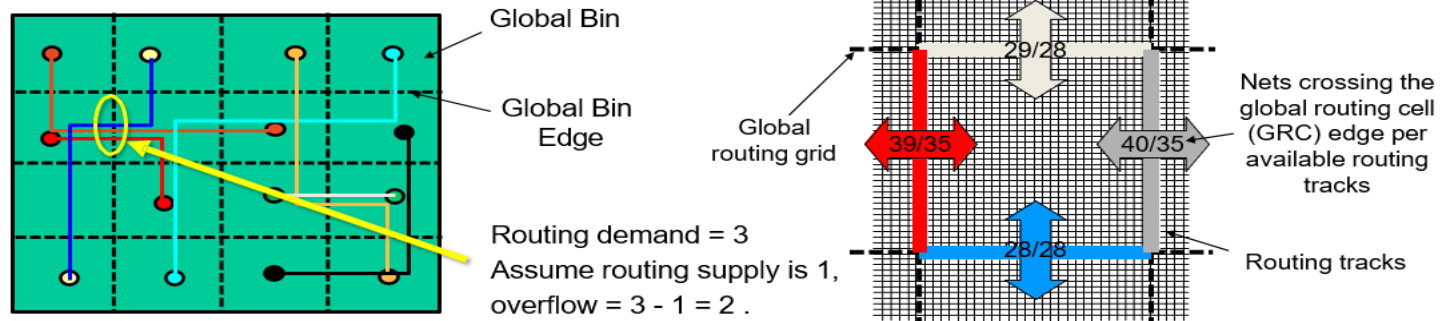 Global Bin
Global Bin
Edge
Routing demand = 3
Assume routing supply is 1,
overflow = 3 - 1 = 2 .
29/28
Global
routing grid
39/35
40/35
28/28
Nets crossing the
global routing cell
(GRC) edge per
available routing
tracks
Routing tracks